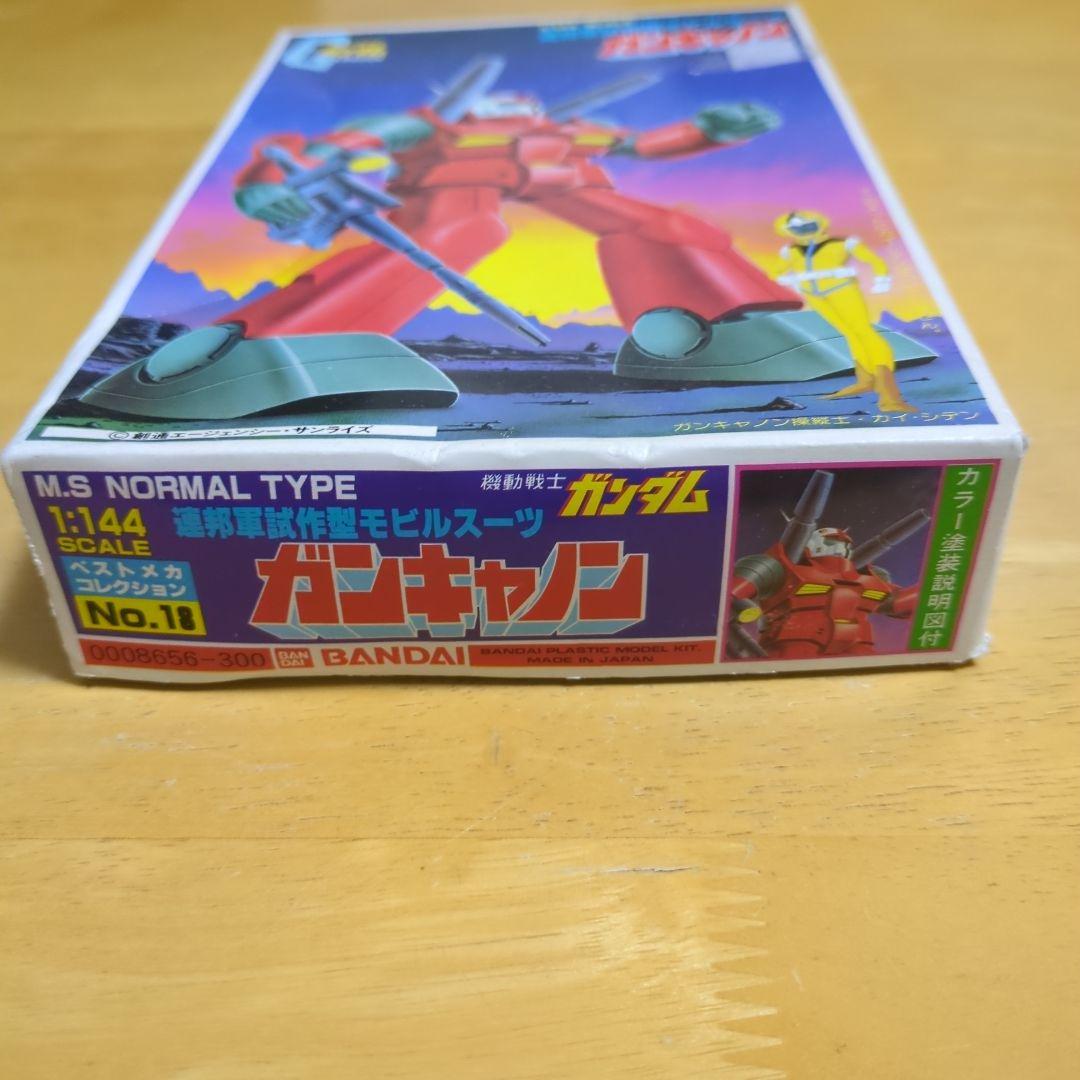 ガンキャノン
ガンキャノン操縦士・カイ・シデン
©創通エージェンシー・サンライズ
M.S NORMAL TYPE
機動戦士
ガンダム
1:144
SCALE
連邦軍試作型モビルスーツ
ベストメカ
コレクション
No.18
ガンキャノン
カラー塗装説明図付
0008656-300
BAN
DAI
BANDAI
BANDAI PLASTIC MODEL KIT.
MADE IN JAPAN